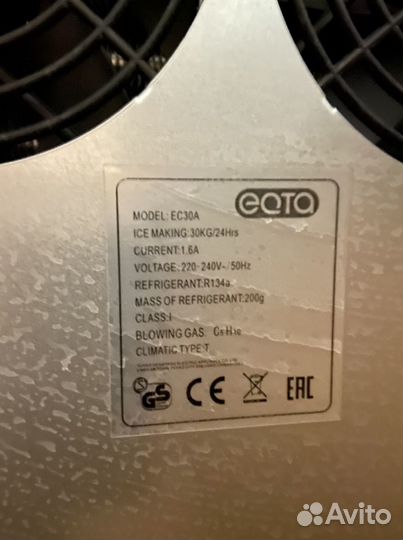 EQTA
MODEL: EC30A
ICE MAKING:30KG/24Hrs
CURRENT:1.6A
VOLTAGE:220-240V~/50Hz
REFRIGERANT:R134a
MASS OF REFRIGERANT:200g
CLASS:I
BLOWING GAS: C5H10
CLIMATIC TYPE:T
GS CE EAC
Avito